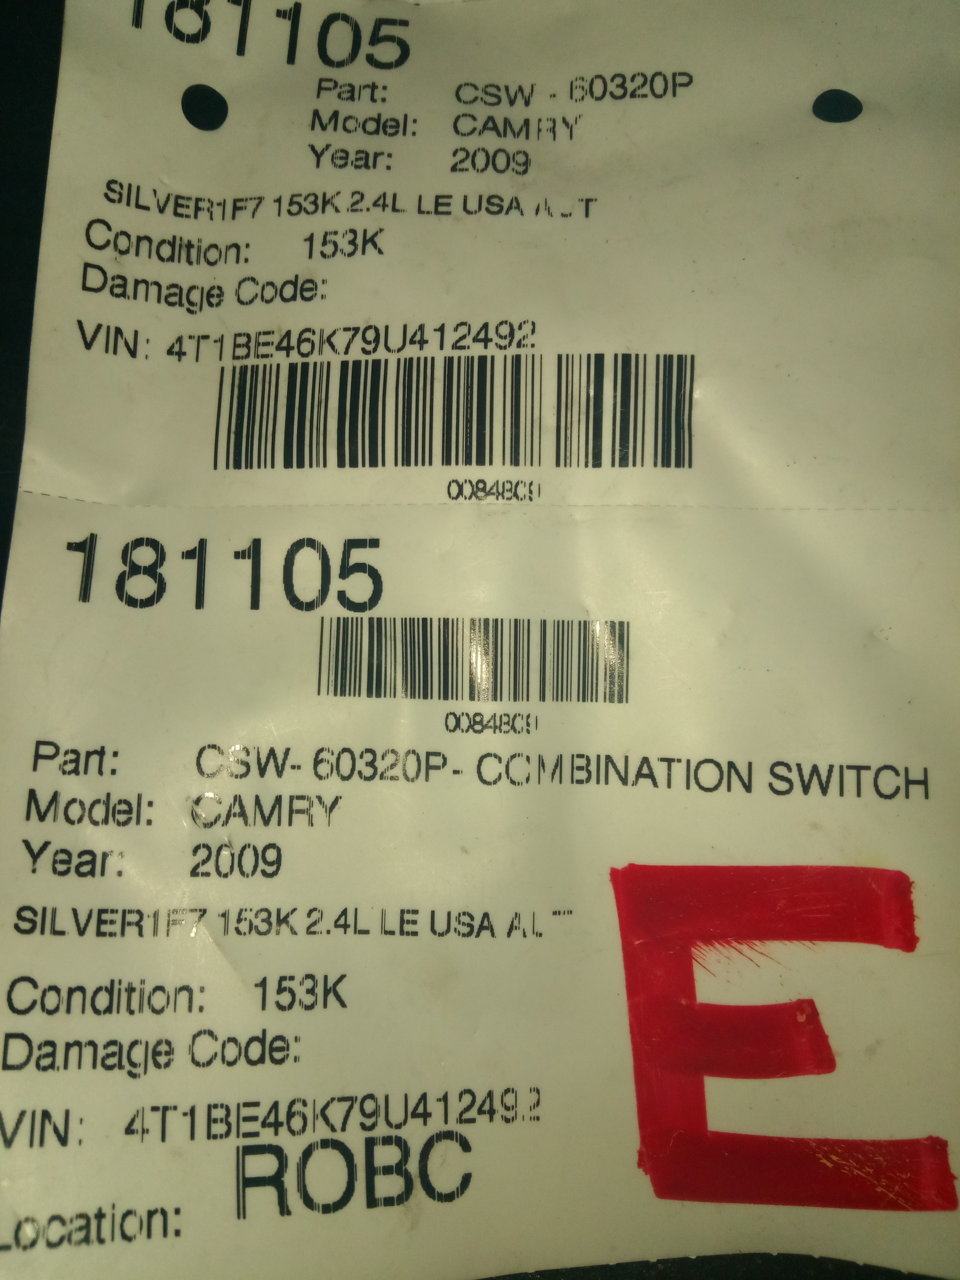 181105
Part: CSW - 60320P
Model: CAMRY
Year: 2009
SILVER1F7 153K 2.4L LE USA
Condition: 153K
Damage Code:
VIN: 4T1BE46K79U412492
181105
Part: CSW- 60320P- COMBINATION SWITCH
Model: CAMRY
Year: 2009
SILVER1F7 153K 2.4L LE USA
Condition: 153K
Damage Code:
VIN: 4T1BE46K79U412492
ROBC
Location:
E